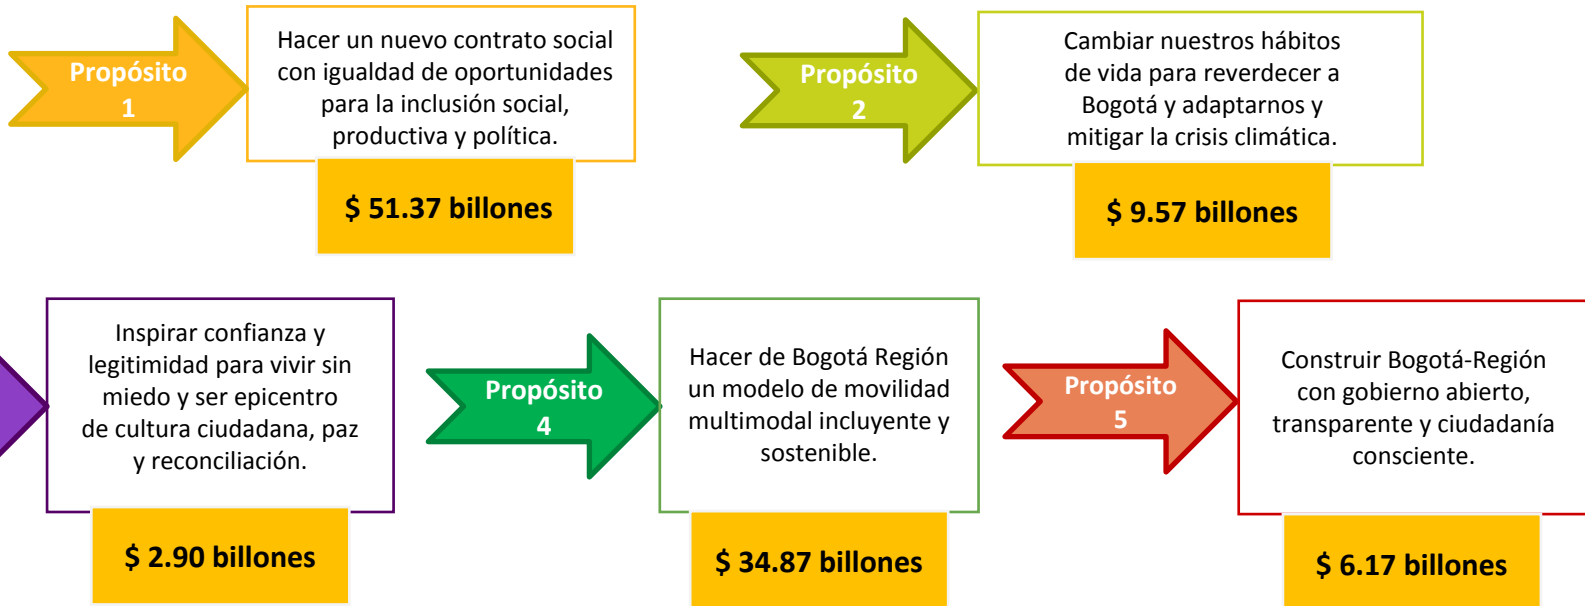 Propósito
1
Hacer un nuevo contrato social
con igualdad de oportunidades
para la inclusión social,
productiva y política.
$ 51.37 billones
Propósito
2
Cambiar nuestros hábitos
de vida para reverdecer a
Bogotá y adaptarnos y
mitigar la crisis climática.
$ 9.57 billones
Inspirar confianza y
legitimidad para vivir sin
miedo y ser epicentro
de cultura ciudadana, paz
y reconciliación.
$ 2.90 billones
Propósito
4
Hacer de Bogotá Región
un modelo de movilidad
multimodal incluyente y
sostenible.
$ 34.87 billones
Propósito
5
Construir Bogotá-Región
con gobierno abierto,
transparente y ciudadanía
consciente.
$ 6.17 billones